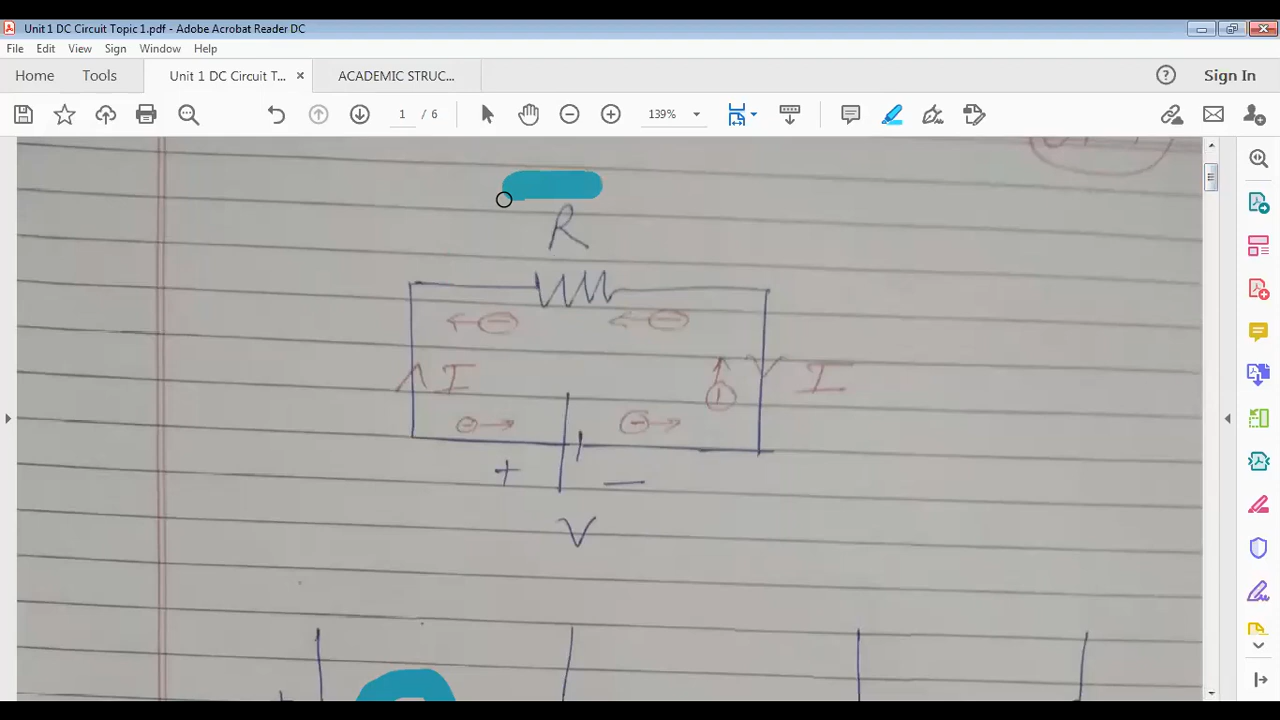 Unit 1 DC Circuit Topic 1.pdf - Adobe Acrobat Reader DC
File Edit View Sign Window Help
Home Tools Unit 1 DC Circuit T... × ACADEMIC STRUC... ? Sign In
1 / 6 139%
R
I I
+ –
V